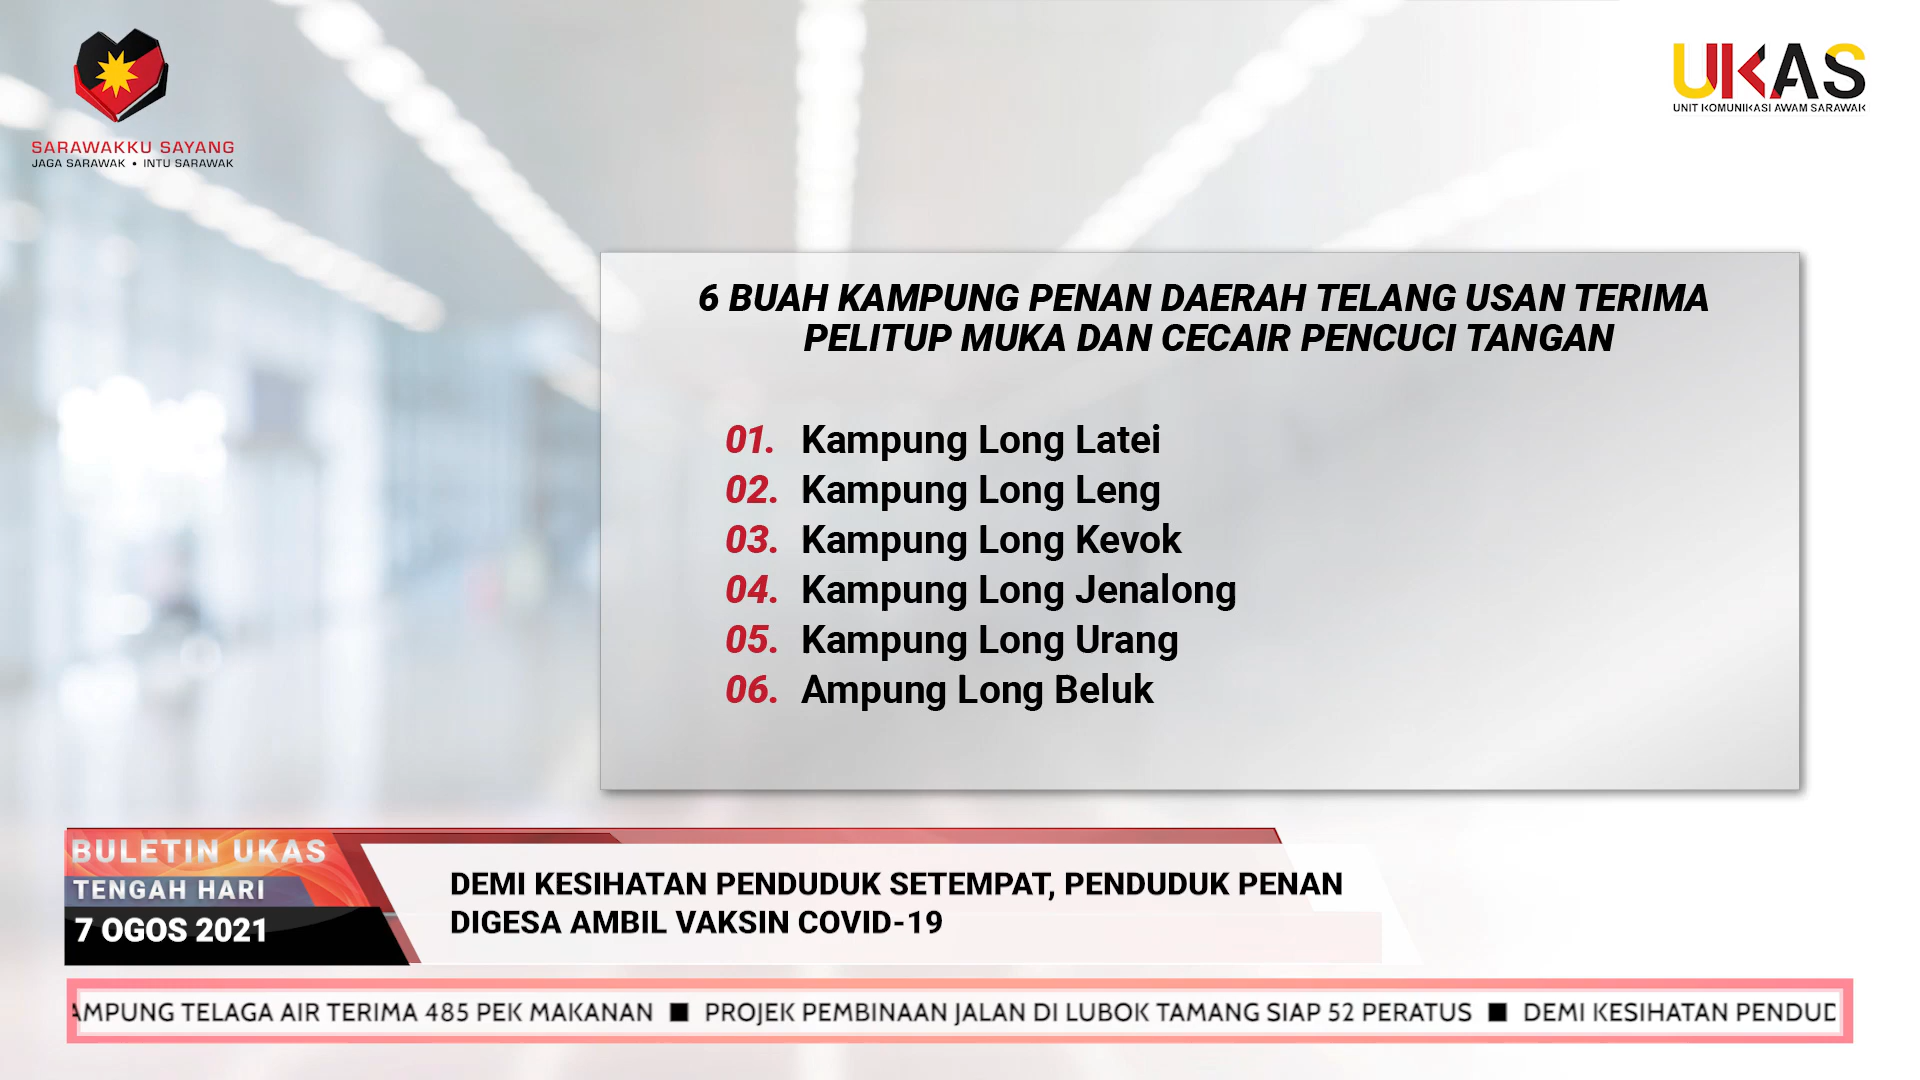 SARAWAKKU SAYANG
JAGA SARAWAK • INTU SARAWAK
UKAS
UNIT KOMUNIKASI AWAM SARAWAK
6 BUAH KAMPUNG PENAN DAERAH TELANG USAN TERIMA
PELITUP MUKA DAN CECAIR PENCUCI TANGAN
01. Kampung Long Latei
02. Kampung Long Leng
03. Kampung Long Kevok
04. Kampung Long Jenalong
05. Kampung Long Urang
06. Ampung Long Beluk
BULETIN UKAS
TENGAH HARI
7 OGOS 2021
DEMI KESIHATAN PENDUDUK SETEMPAT, PENDUDUK PENAN
DIGESA AMBIL VAKSIN COVID-19
AMPUNG TELAGA AIR TERIMA 485 PEK MAKANAN ■ PROJEK PEMBINAAN JALAN DI LUBOK TAMANG SIAP 52 PERATUS ■ DEMI KESIHATAN PENDUD